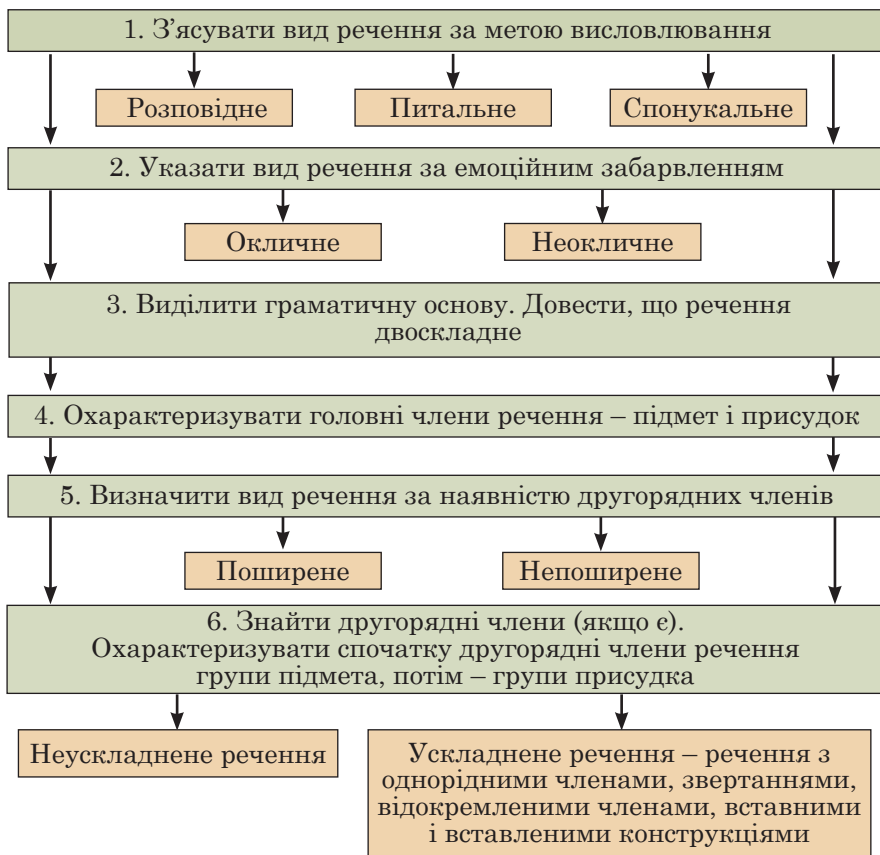 1. З’ясувати вид речення за метою висловлювання
Розповідне
Питальне
Спонукальне
2. Указати вид речення за емоційним забарвленням
Окличне
Неокличне
3. Виділити граматичну основу. Довести, що речення
двоскладне
4. Охарактеризувати головні члени речення – підмет і присудок
5. Визначити вид речення за наявністю другорядних членів
Поширене
Непоширене
6. Знайти другорядні члени (якщо є).
Охарактеризувати спочатку другорядні члени речення
групи підмета, потім – групи присудка
Неускладнене речення
Ускладнене речення – речення з
однорідними членами, звертаннями,
відокремленими членами, вставними
і вставленими конструкціями